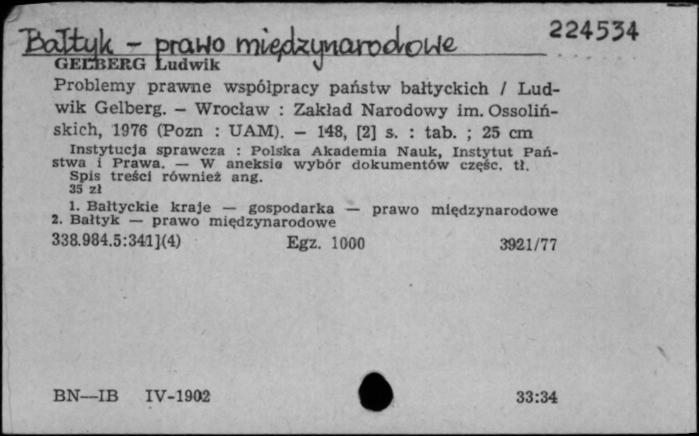 Bałtyk – prawo międzynarodowe 224534
GELBERG Ludwik
Problemy prawne współpracy państw bałtyckich / Lud-
wik Gelberg. – Wrocław : Zakład Narodowy im. Ossoliń-
skich, 1976 (Pozn : UAM). – 148, [2] s. : tab. ; 25 cm
Instytucja sprawcza : Polska Akademia Nauk, Instytut Pań-
stwa i Prawa. — W aneksie wybór dokumentów częśc. tł.
Spis treści również ang.
35 zł
1. Bałtyckie kraje — gospodarka — prawo międzynarodowe
2. Bałtyk — prawo międzynarodowe
338.984.5:341](4) Egz. 1000 3921/77
BN—IB IV-1902 33:34